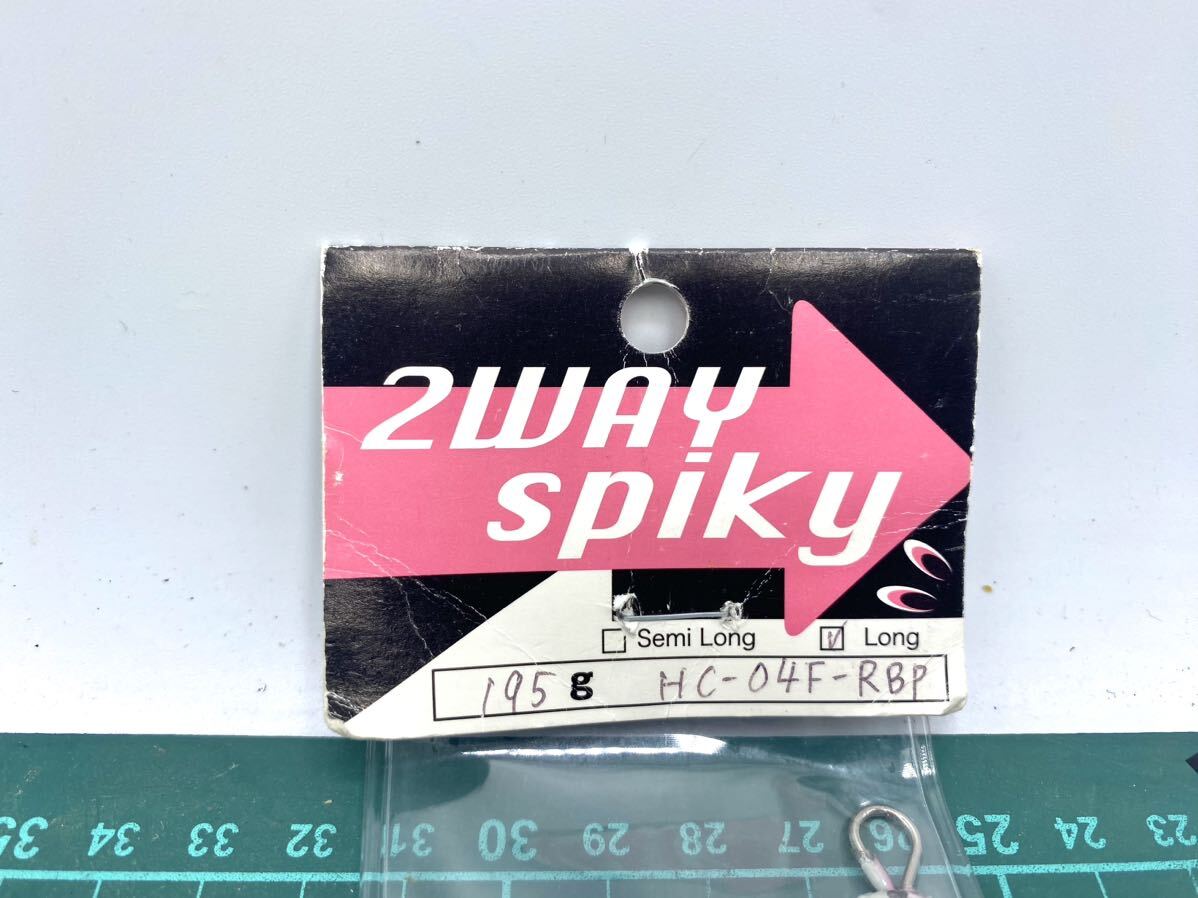 2WAY
spiky
Semi Long Long
195 g HC-04F-RBP
35 34 33 32 31 30 29 28 27 26 25 24 23